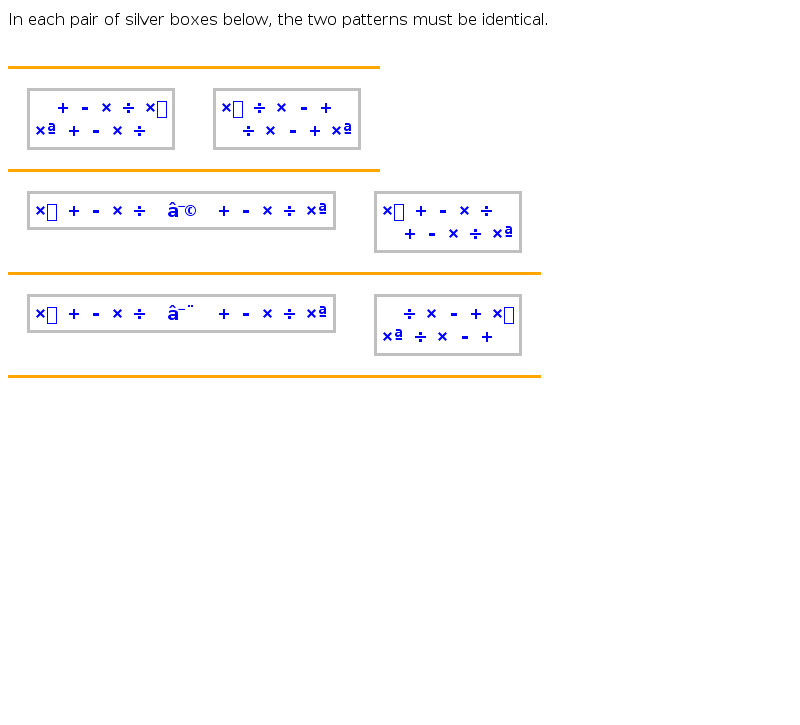 In each pair of silver boxes below, the two patterns must be identical.
+ - × ÷ ×
×ª + - × ÷
× ÷ × - +
÷ × - + ×ª
× + - × ÷ â¯© + - × ÷ ×ª
× + - × ÷
+ - × ÷ ×ª
× + - × ÷ â¯¨ + - × ÷ ×ª
÷ × - + ×
×ª ÷ × - +